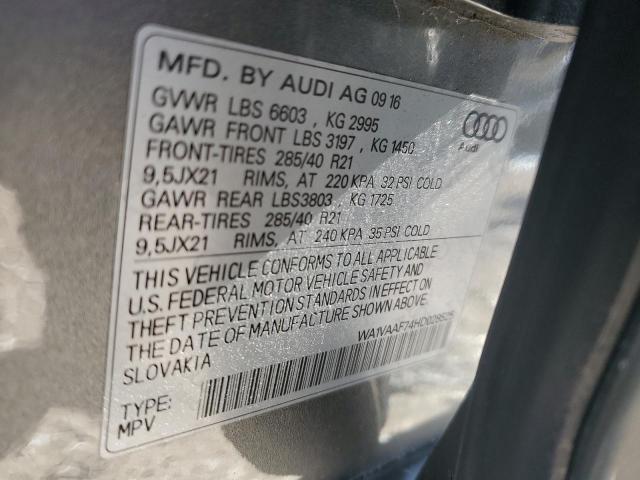 MFD. BY AUDI AG 09 16
GVWR LBS 6603 , KG 2995
GAWR FRONT LBS 3197, KG 1450
FRONT-TIRES 285/40 R21
9,5JX21 RIMS, AT 220 KPA 32 PSI COLD
GAWR REAR LBS3803, KG 1725
REAR-TIRES 285/40 R21
9,5JX21 RIMS, AT 240 KPA 35 PSI COLD
Audi
THIS VEHICLE CONFORMS TO ALL APPLICABLE
U.S. FEDERAL MOTOR VEHICLE SAFETY AND
THEFT PREVENTION STANDARDS IN EFFECT ON
THE DATE OF MANUFACTURE SHOWN ABOVE.
SLOVAKIA
TYPE:
MPV